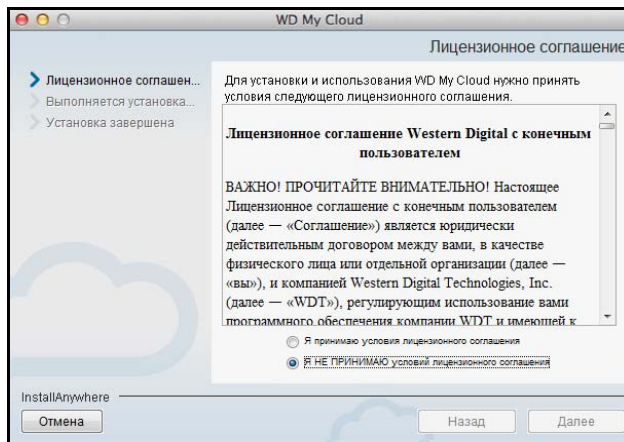 WD My Cloud
Лицензионное соглашение
Лицензионное соглашен...
Выполняется установка...
Установка завершена
Для установки и использования WD My Cloud нужно принять
условия следующего лицензионного соглашения.
Лицензионное соглашение Western Digital с конечным
пользователем
ВАЖНО! ПРОЧИТАЙТЕ ВНИМАТЕЛЬНО! Настоящее
Лицензионное соглашение с конечным пользователем
(далее — «Соглашение») является юридически
действительным договором между вами, в качестве
физического лица или отдельной организации (далее —
«вы»), и компанией Western Digital Technologies, Inc.
(далее — «WDT»), регулирующим использование вами
программного обеспечения компании WDT и имеющей к
Я принимаю условия лицензионного соглашения
Я НЕ ПРИНИМАЮ условий лицензионного соглашения
InstallAnywhere
Отмена
Назад
Далее